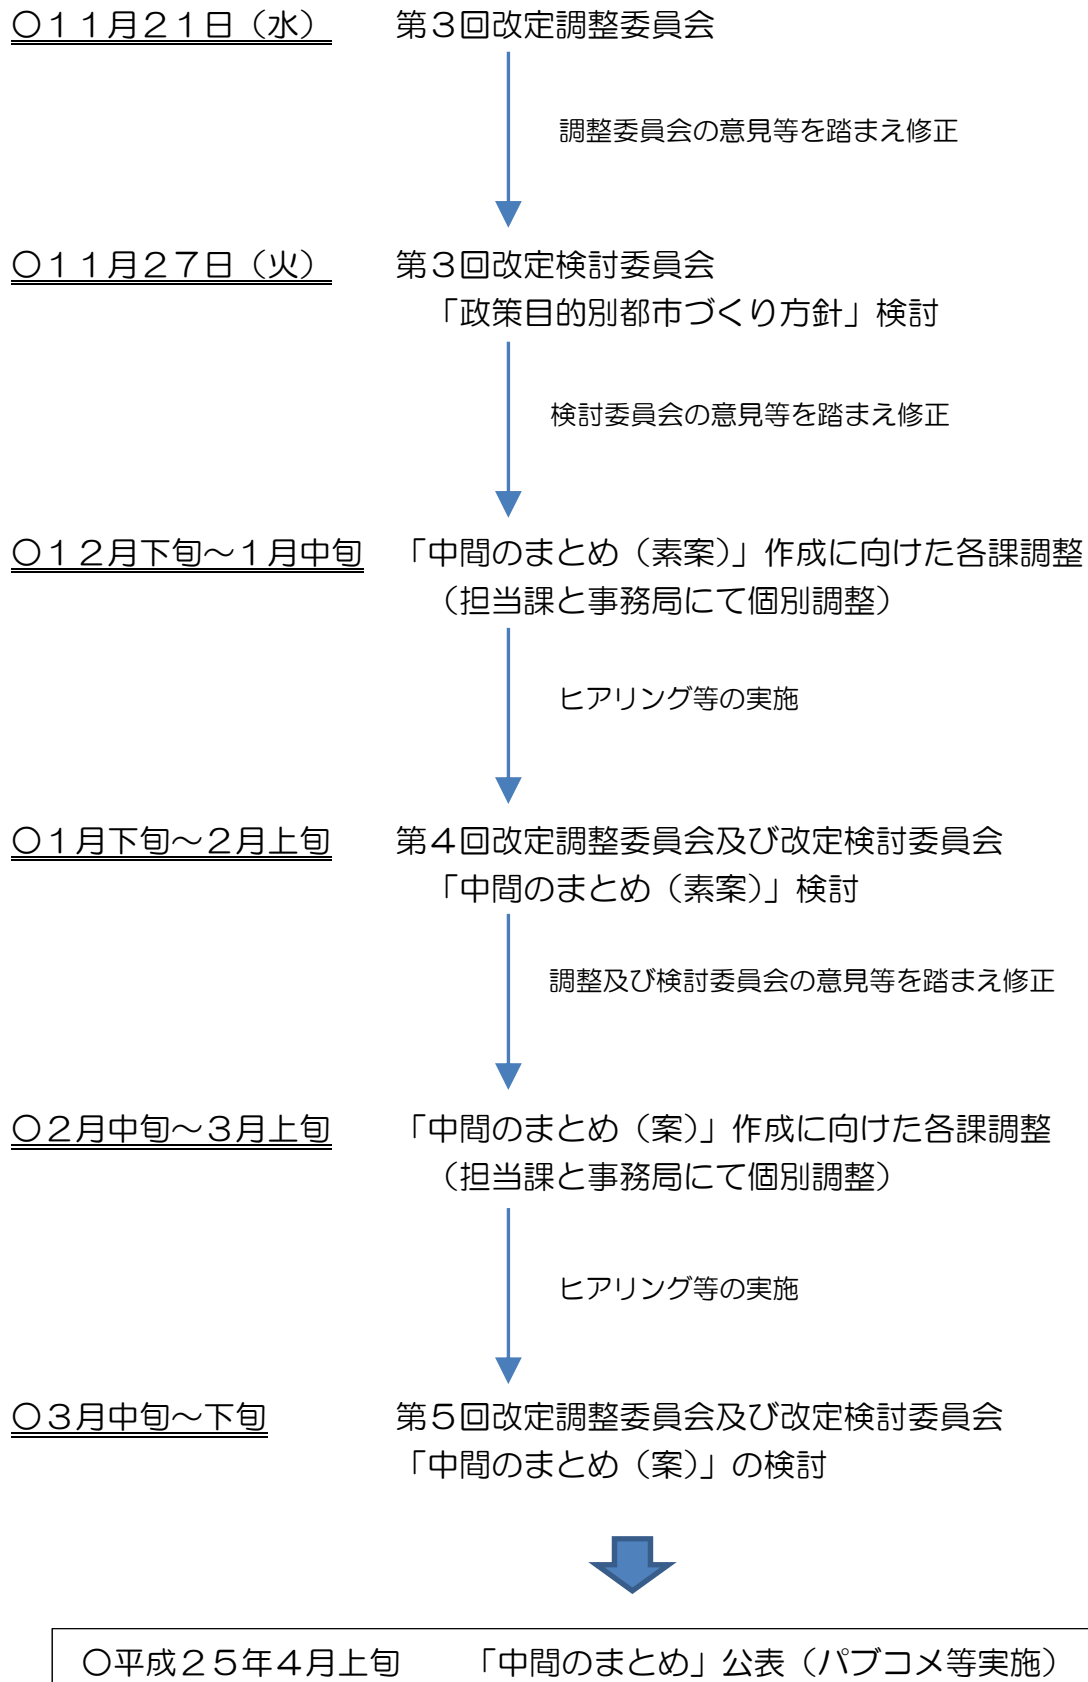 〇１１月２１日（水）　　第３回改定調整委員会
調整委員会の意見等を踏まえ修正
〇１１月２７日（火）　　第３回改定検討委員会
「政策目的別都市づくり方針」検討
検討委員会の意見等を踏まえ修正
〇１２月下旬～１月中旬　「中間のまとめ（素案）」作成に向けた各課調整
（担当課と事務局にて個別調整）
ヒアリング等の実施
〇１月下旬～２月上旬　　第４回改定調整委員会及び改定検討委員会
「中間のまとめ（素案）」検討
調整及び検討委員会の意見等を踏まえ修正
〇２月中旬～３月上旬　　「中間のまとめ（案）」作成に向けた各課調整
（担当課と事務局にて個別調整）
ヒアリング等の実施
〇３月中旬～下旬　　　　第５回改定調整委員会及び改定検討委員会
「中間のまとめ（案）」の検討
〇平成２５年４月上旬　　「中間のまとめ」公表（パブコメ等実施）